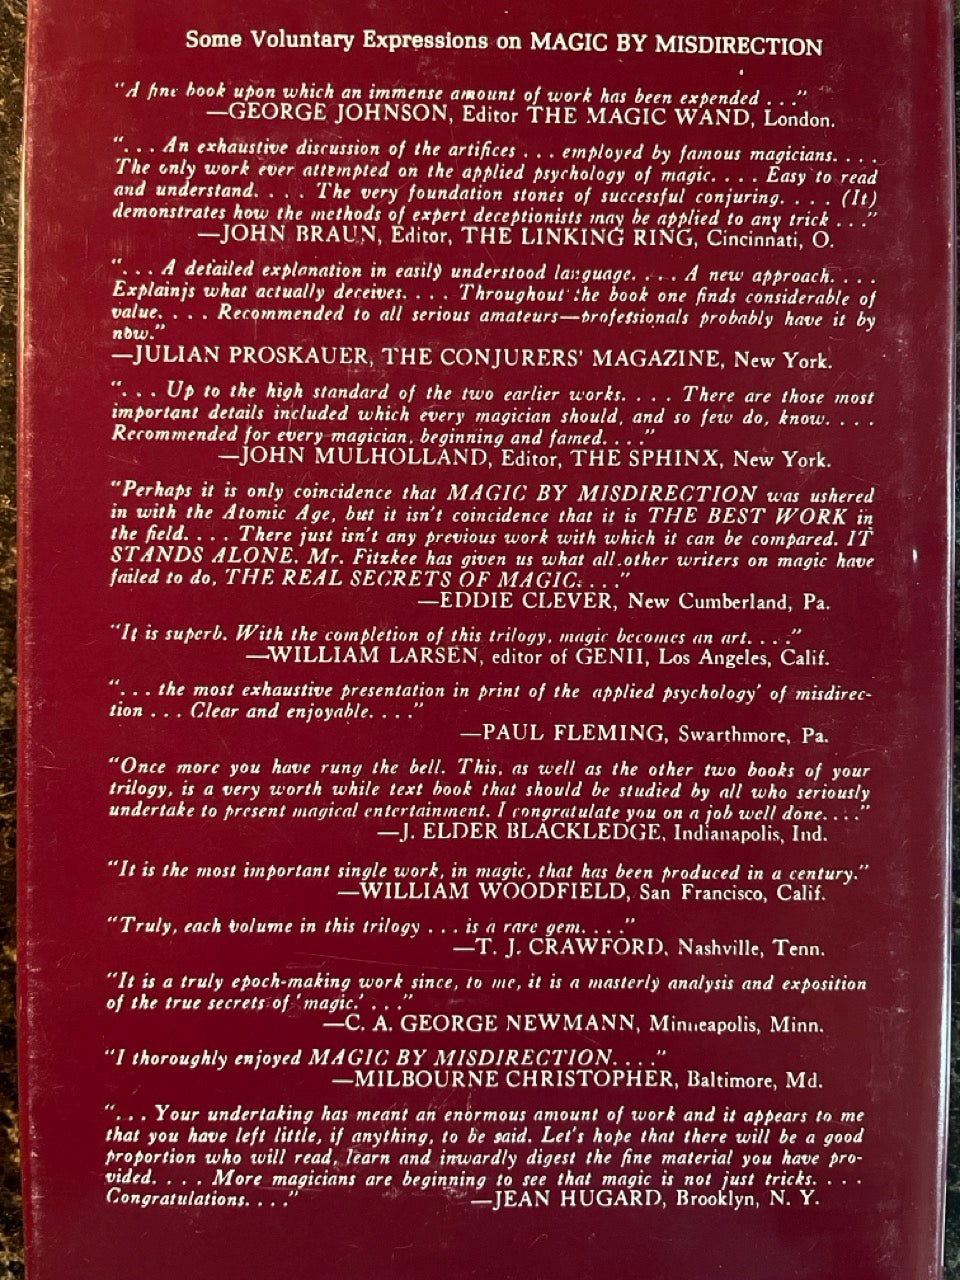 Some Voluntary Expressions on MAGIC BY MISDIRECTION
"A fine book upon which an immense amount of work has been expended . . ."
—GEORGE JOHNSON, Editor THE MAGIC WAND, London.
". . . An exhaustive discussion of the artifices . . . employed by famous magicians. . . .
The only work ever attempted on the applied psychology of magic. . . . Easy to read
and understand. . . . The very foundation stones of successful conjuring. . . . (It)
demonstrates how the methods of expert deceptionists may be applied to any trick . . ."
—JOHN BRAUN, Editor, THE LINKING RING, Cincinnati, O.
". . . A detailed explanation in easily understood language. . . . A new approach. . . .
Explainjs what actually deceives. . . . Throughout the book one finds considerable of
value. . . . Recommended to all serious amateurs—professionals probably have it by
now."
—JULIAN PROSKAUER, THE CONJURERS' MAGAZINE, New York.
". . . Up to the high standard of the two earlier works. . . . There are those most
important details included which every magician should, and so few do, know. . . .
Recommended for every magician, beginning and famed. . . ."
—JOHN MULHOLLAND, Editor, THE SPHINX, New York.
"Perhaps it is only coincidence that MAGIC BY MISDIRECTION was ushered
in with the Atomic Age, but it isn't coincidence that it is THE BEST WORK in
the field. . . . There just isn't any previous work with which it can be compared. IT
STANDS ALONE. Mr. Fitzkee has given us what all other writers on magic have
failed to do, THE REAL SECRETS OF MAGIC. . . ."
—EDDIE CLEVER, New Cumberland, Pa.
"It is superb. With the completion of this trilogy, magic becomes an art. . . ."
—WILLIAM LARSEN, editor of GENII, Los Angeles, Calif.
". . . the most exhaustive presentation in print of the applied psychology' of misdirec-
tion . . . Clear and enjoyable. . . ."
—PAUL FLEMING, Swarthmore, Pa.
"Once more you have rung the bell. This, as well as the other two books of your
trilogy, is a very worth while text book that should be studied by all who seriously
undertake to present magical entertainment. I congratulate you on a job well done. . . ."
—J. ELDER BLACKLEDGE, Indianapolis, Ind.
"It is the most important single work, in magic, that has been produced in a century."
—WILLIAM WOODFIELD, San Francisco, Calif.
"Truly, each volume in this trilogy . . . is a rare gem. . . ."
—T. J. CRAWFORD, Nashville, Tenn.
"It is a truly epoch-making work since, to me, it is a masterly analysis and exposition
of the true secrets of 'magic.' . . ."
—C. A. GEORGE NEWMANN, Minneapolis, Minn.
"I thoroughly enjoyed MAGIC BY MISDIRECTION. . . ."
—MILBOURNE CHRISTOPHER, Baltimore, Md.
". . . Your undertaking has meant an enormous amount of work and it appears to me
that you have left little, if anything, to be said. Let's hope that there will be a good
proportion who will read, learn and inwardly digest the fine material you have pro-
vided. . . . More magicians are beginning to see that magic is not just tricks. . . .
Congratulations. . . ." —JEAN HUGARD, Brooklyn, N. Y.